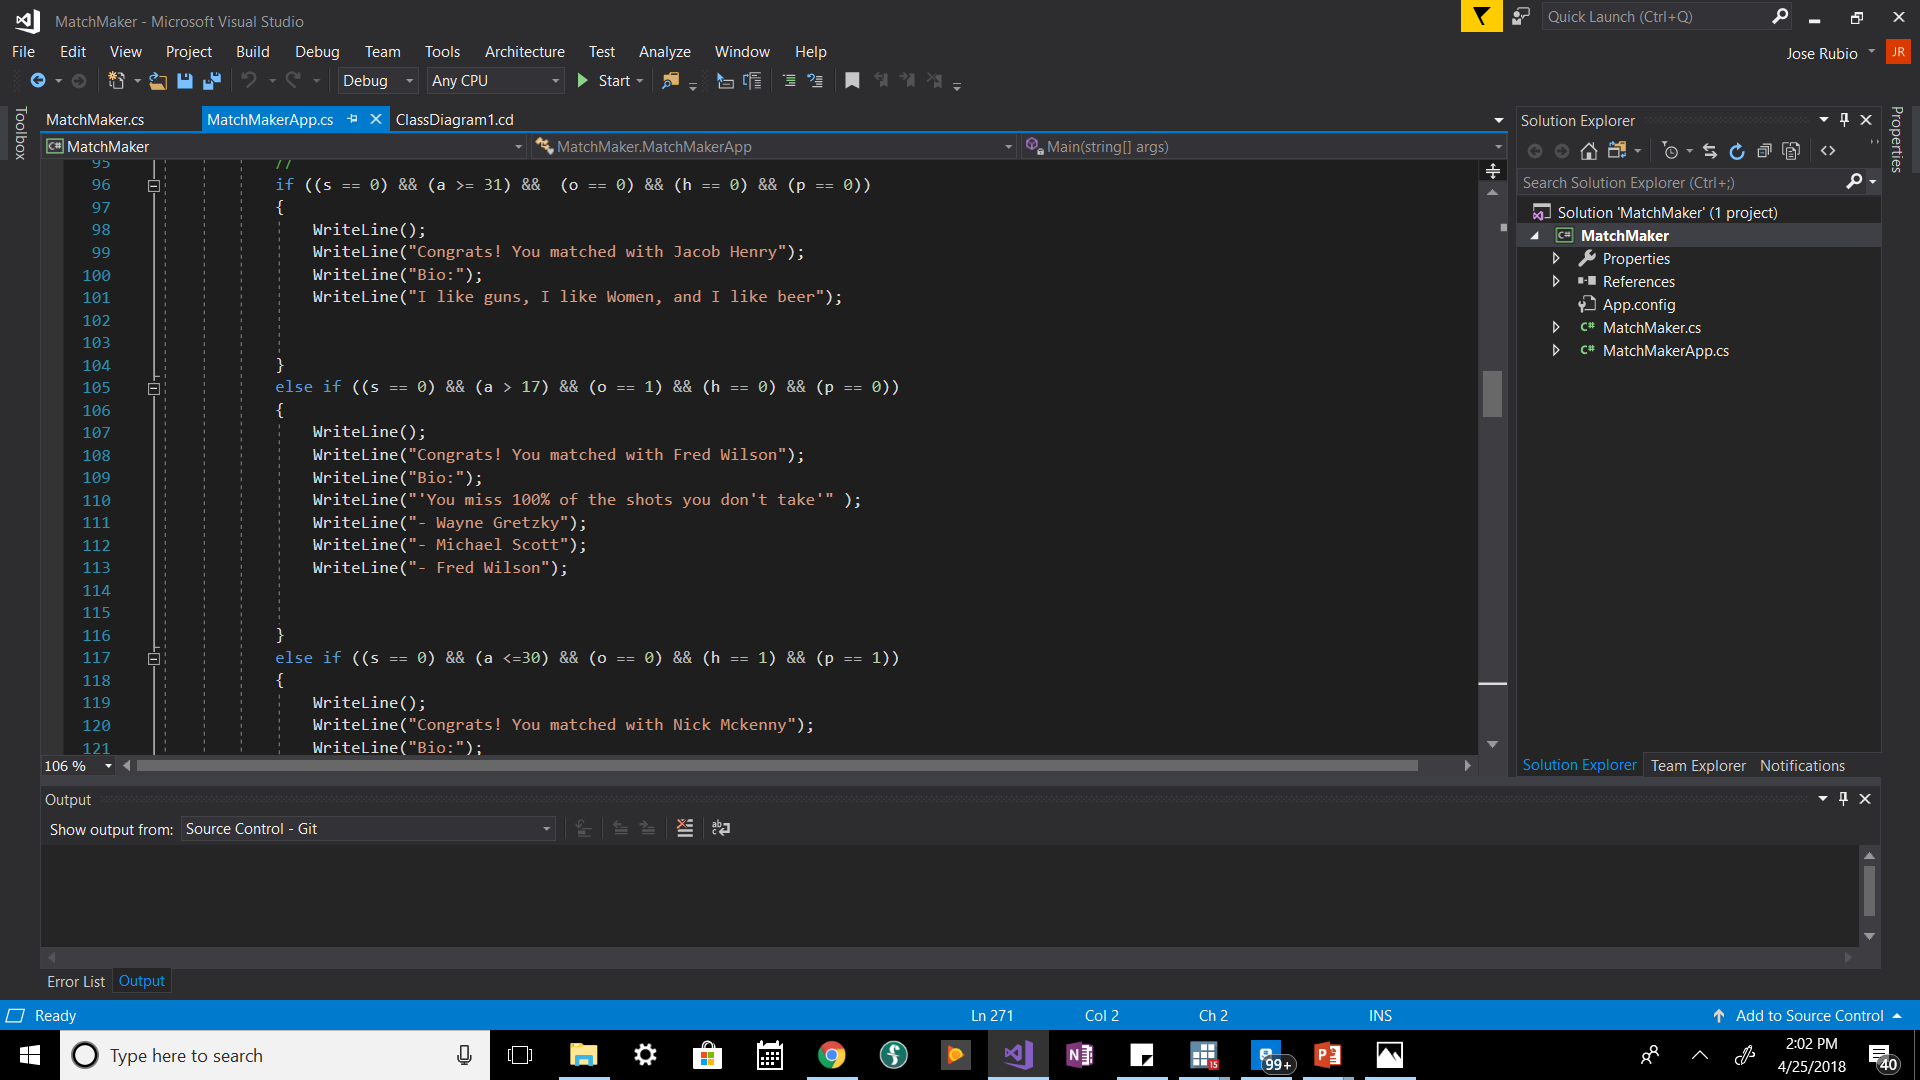 MatchMaker - Microsoft Visual Studio
Quick Launch (Ctrl+Q)
File Edit View Project Build Debug Team Tools Architecture Test Analyze Window Help
Jose Rubio JR
Debug Any CPU Start
Toolbox
MatchMaker.cs MatchMakerApp.cs ClassDiagram1.cd
C# MatchMaker MatchMaker.MatchMakerApp Main(string[] args)
95 //
96 if ((s == 0) && (a >= 31) &&  (o == 0) && (h == 0) && (p == 0))
97 {
98 WriteLine();
99 WriteLine("Congrats! You matched with Jacob Henry");
100 WriteLine("Bio:");
101 WriteLine("I like guns, I like Women, and I like beer");
102
103
104 }
105 else if ((s == 0) && (a > 17) && (o == 1) && (h == 0) && (p == 0))
106 {
107 WriteLine();
108 WriteLine("Congrats! You matched with Fred Wilson");
109 WriteLine("Bio:");
110 WriteLine("'You miss 100% of the shots you don't take'" );
111 WriteLine("- Wayne Gretzky");
112 WriteLine("- Michael Scott");
113 WriteLine("- Fred Wilson");
114
115
116 }
117 else if ((s == 0) && (a <=30) && (o == 0) && (h == 1) && (p == 1))
118 {
119 WriteLine();
120 WriteLine("Congrats! You matched with Nick Mckenny");
121 WriteLine("Bio:");
106 %
Solution Explorer
Search Solution Explorer (Ctrl+;)
Solution 'MatchMaker' (1 project)
C# MatchMaker
Properties
References
App.config
C# MatchMaker.cs
C# MatchMakerApp.cs
Solution Explorer Team Explorer Notifications
Properties
Output
Show output from: Source Control - Git
Error List Output
Ready Ln 271 Col 2 Ch 2 INS Add to Source Control
Type here to search
15
99+
2:02 PM
4/25/2018
40